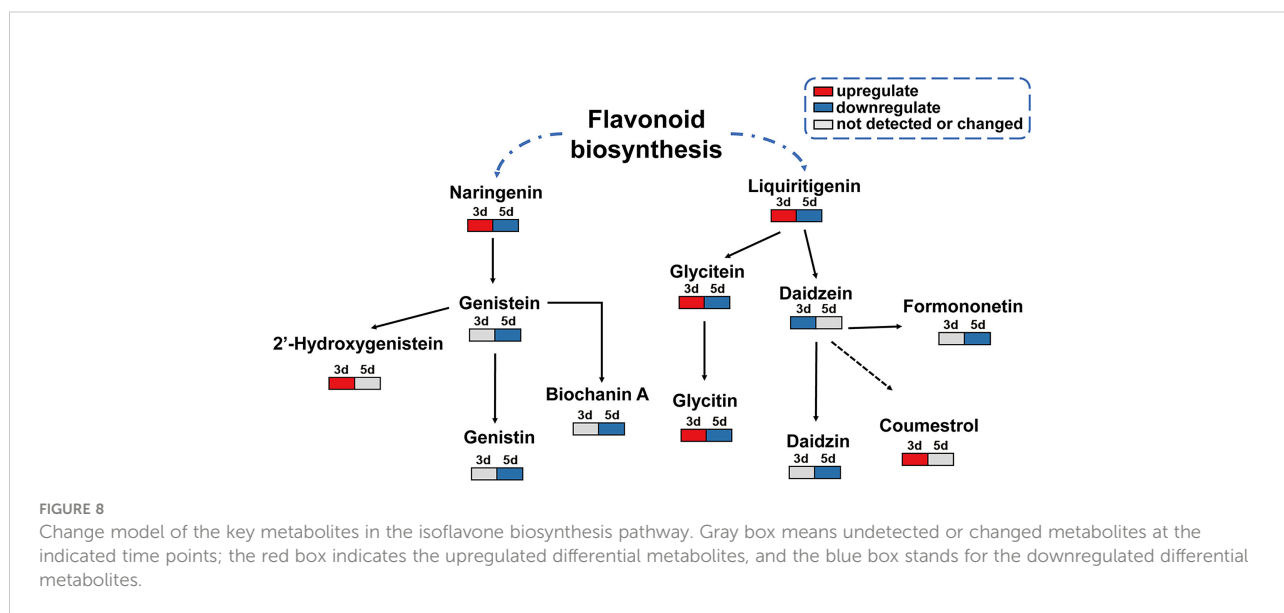 upregulate
downregulate
not detected or changed
Flavonoid
biosynthesis
Naringenin
3d 5d
Liquiritigenin
3d 5d
Genistein
3d 5d
Glycitein
3d 5d
Daidzein
3d 5d
Formononetin
3d 5d
2’-Hydroxygenistein
3d 5d
Biochanin A
3d 5d
Glycitin
3d 5d
Genistin
3d 5d
Daidzin
3d 5d
Coumestrol
3d 5d
FIGURE 8
Change model of the key metabolites in the isoflavone biosynthesis pathway. Gray box means undetected or changed metabolites at the
indicated time points; the red box indicates the upregulated differential metabolites, and the blue box stands for the downregulated differential
metabolites.